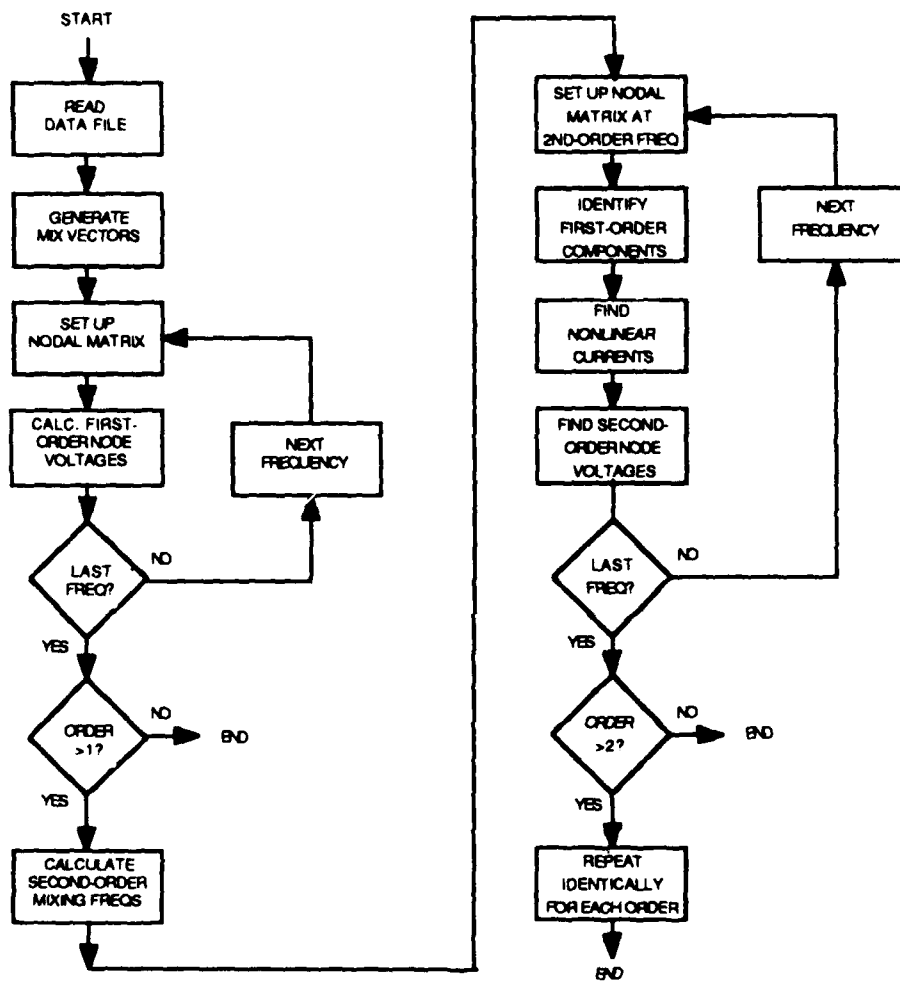 START
READ
DATA FILE
GENERATE
MIX VECTORS
SET UP
NODAL MATRIX
CALC. FIRST-
ORDER NODE
VOLTAGES
NEXT
FREQUENCY
LAST
FREQ?
NO
YES
ORDER
>1?
NO
END
YES
CALCULATE
SECOND-ORDER
MIXING FREQS
SET UP NODAL
MATRIX AT
2ND-ORDER FREQ
IDENTIFY
FIRST-ORDER
COMPONENTS
NEXT
FREQUENCY
FIND
NONLINEAR
CURRENTS
FIND SECOND-
ORDER NODE
VOLTAGES
LAST
FREQ?
NO
YES
ORDER
>2?
NO
END
YES
REPEAT
IDENTICALLY
FOR EACH ORDER
END